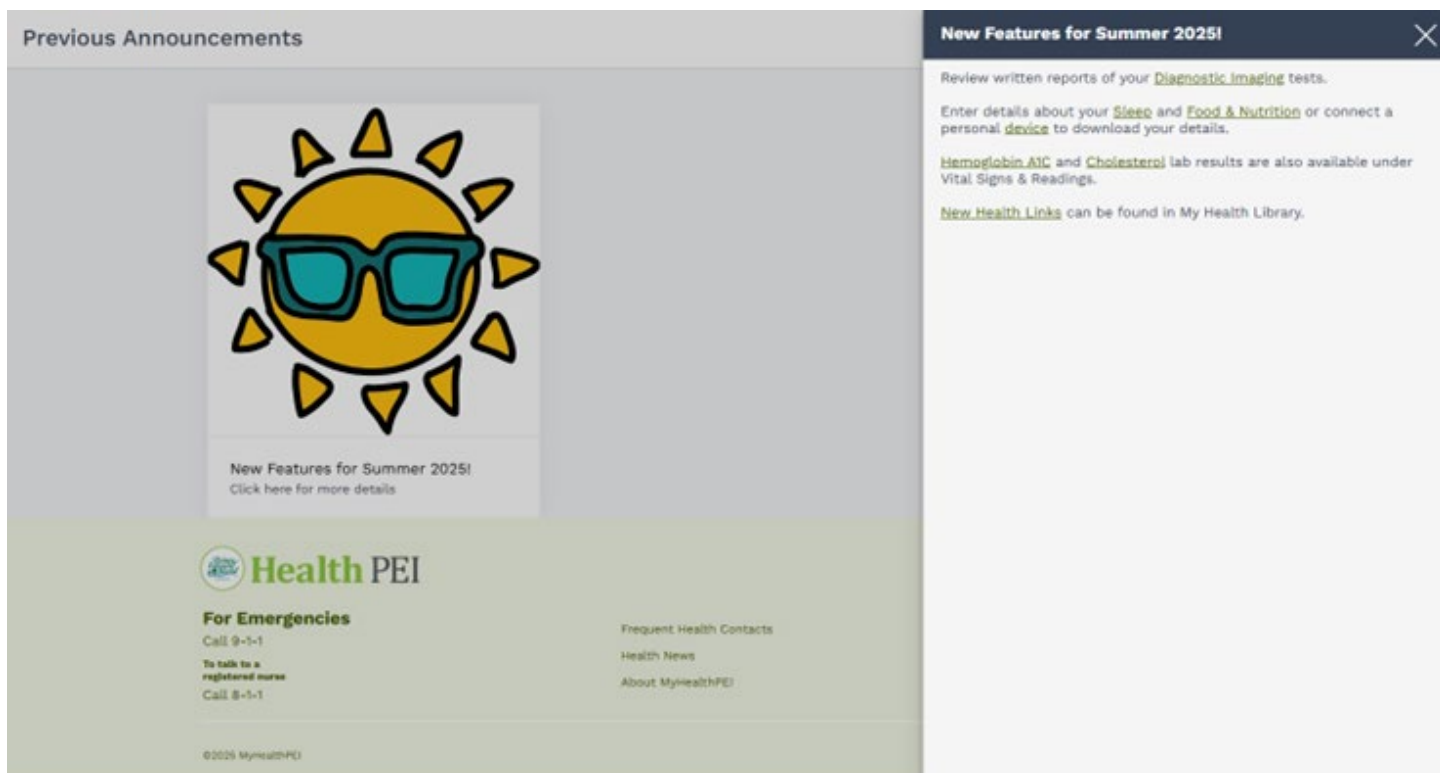 Previous Announcements
New Features for Summer 2025!
Click here for more details
Health PEI
For Emergencies
Call 9-1-1
To talk to a
registered nurse
Call 8-1-1
Frequent Health Contacts
Health News
About MyHealthPEI
©2025 MyHealthPEI
New Features for Summer 2025!
Review written reports of your Diagnostic Imaging tests.
Enter details about your Sleep and Food & Nutrition or connect a
personal device to download your details.
Hemoglobin A1C and Cholesterol lab results are also available under
Vital Signs & Readings.
New Health Links can be found in My Health Library.